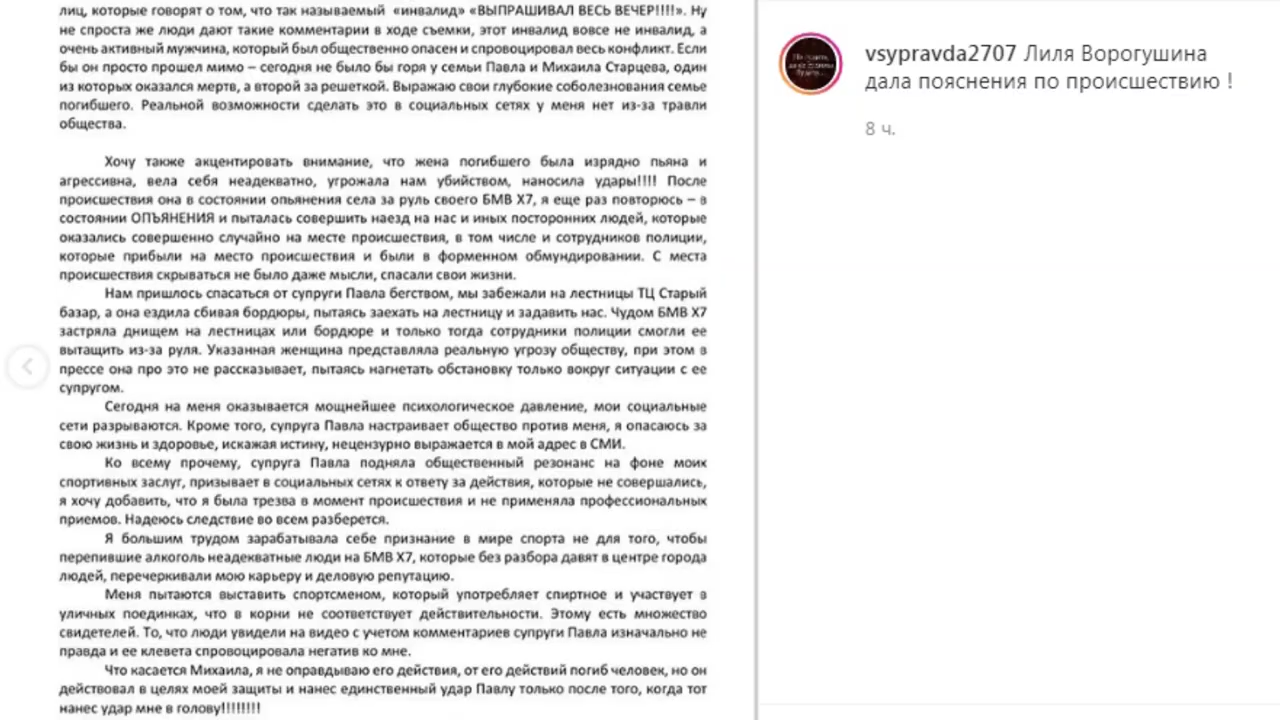 лиц, которые говорят о том, что так называемый «инвалид» «ВЫПРАШИВАЛ ВЕСЬ ВЕЧЕР!!!!». Ну
не спроста же люди дают такие комментарии в ходе съемки, этот инвалид вовсе не инвалид, а
очень активный мужчина, который был общественно опасен и спровоцировал весь конфликт. Если
бы он просто прошел мимо – сегодня не было бы горя у семьи Павла и Михаила Старцева, один
из которых оказался мертв, а второй за решеткой. Выражаю свои глубокие соболезнования семье
погибшего. Реальной возможности сделать это в социальных сетях у меня нет из-за травли
общества.
Хочу также акцентировать внимание, что жена погибшего была изрядно пьяна и
агрессивна, вела себя неадекватно, угрожала нам убийством, наносила удары!!!! После
происшествия она в состоянии опьянения села за руль своего БМВ Х7, я еще раз повторюсь – в
состоянии ОПЪЯНЕНИЯ и пыталась совершить наезд на нас и иных посторонних людей, которые
оказались совершенно случайно на месте происшествия, в том числе и сотрудников полиции,
которые прибыли на место происшествия и были в форменном обмундировании. С места
происшествия скрываться не было даже мысли, спасали свои жизни.
Нам пришлось спасаться от супруги Павла бегством, мы забежали на лестницы ТЦ Старый
базар, а она ездила сбивая бордюры, пытаясь заехать на лестницу и задавить нас. Чудом БМВ Х7
застряла днищем на лестницах или бордюре и только тогда сотрудники полиции смогли ее
вытащить из-за руля. Указанная женщина представляла реальную угрозу обществу, при этом в
прессе она про это не рассказывает, пытаясь нагнетать обстановку только вокруг ситуации с ее
супругом.
Сегодня на меня оказывается мощнейшее психологическое давление, мои социальные
сети разрываются. Кроме того, супруга Павла настраивает общество против меня, я опасаюсь за
свою жизнь и здоровье, искажая истину, нецензурно выражается в мой адрес в СМИ.
Ко всему прочему, супруга Павла подняла общественный резонанс на фоне моих
спортивных заслуг, призывает в социальных сетях к ответу за действия, которые не совершались,
я хочу добавить, что я была трезва в момент происшествия и не применяла профессиональных
приемов. Надеюсь следствие во всем разберется.
Я большим трудом зарабатывала себе признание в мире спорта не для того, чтобы
перепившие алкоголь неадекватные люди на БМВ Х7, которые без разбора давят в центре города
людей, перечеркивали мою карьеру и деловую репутацию.
Меня пытаются выставить спортсменом, который употребляет спиртное и участвует в
уличных поединках, что в корни не соответствует действительности. Этому есть множество
свидетелей. То, что люди увидели на видео с учетом комментариев супруги Павла изначально не
правда и ее клевета спровоцировала негатив ко мне.
Что касается Михаила, я не оправдываю его действия, от его действий погиб человек, но он
действовал в целях моей защиты и нанес единственный удар Павлу только после того, когда тот
нанес удар мне в голову!!!!!!!!
vsypravda2707 Лиля Ворогушина
дала пояснения по происшествию !
8 ч.